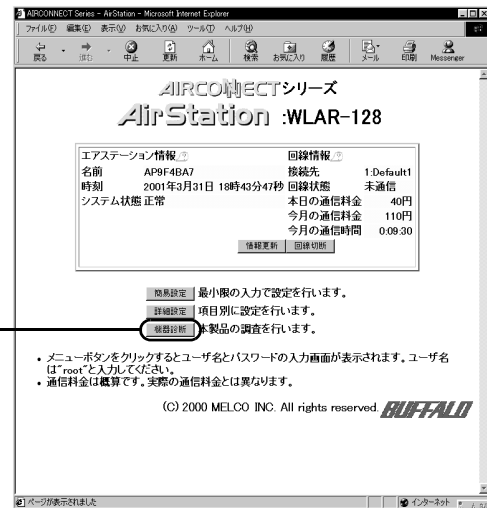 AIRCONNECT Series - AirStation - Microsoft Internet Explorer
ファイル(F) 編集(E) 表示(V) お気に入り(A) ツール(T) ヘルプ(H)
戻る 進む 中止 更新 ホーム 検索 お気に入り 履歴 メール 印刷 Messenger
AIRCONNECTシリーズ
AirStation :WLAR-128
エアステーション情報 ?
名前 AP9F4BA7
時刻 2001年3月31日 18時43分47秒
システム状態 正常
回線情報 ?
接続先 1:Default1
回線状態 未通信
本日の通信料金 40円
今月の通信料金 110円
今月の通信時間 0:09:30
情報更新 回線切断
簡易設定 最小限の入力で設定を行います。
詳細設定 項目別に設定を行います。
機器診断 本製品の調査を行います。
• メニューボタンをクリックするとユーザ名とパスワードの入力画面が表示されます。ユーザ名
は"root"と入力してください。
• 通信料金は概算です。実際の通信料金とは異なります。
(C) 2000 MELCO INC. All rights reserved. BUFFALO
ページが表示されました インターネット